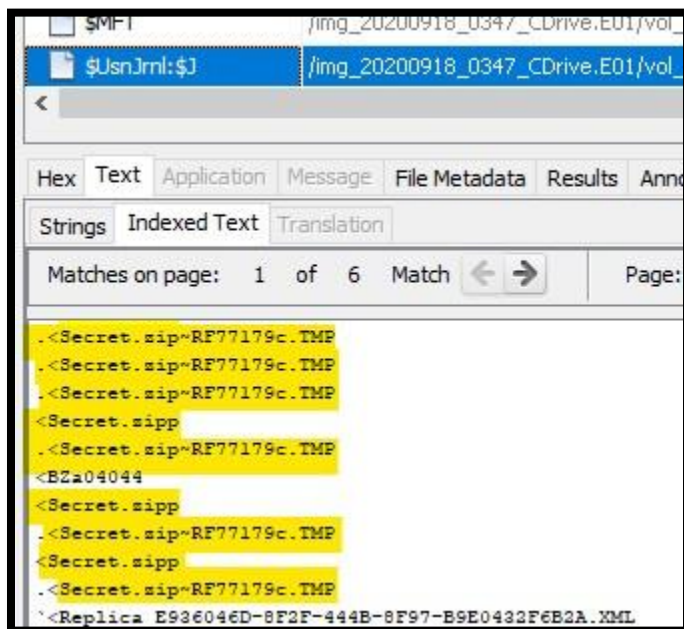 $MFT /img_20200918_0347_CDrive.E01/vol_
$UsnJrnl:$J /img_20200918_0347_CDrive.E01/vol_
<
Hex Text Application Message File Metadata Results Anno
Strings Indexed Text Translation
Matches on page: 1 of 6 Match Page:
.<Secret.zip~RF77179c.TMP
.<Secret.zip~RF77179c.TMP
.<Secret.zip~RF77179c.TMP
<Secret.zipp
.<Secret.zip~RF77179c.TMP
<BZa04044
<Secret.zipp
.<Secret.zip~RF77179c.TMP
<Secret.zipp
.<Secret.zip~RF77179c.TMP
`<Replica E936046D-8F2F-444B-8F97-B9E0432F6B2A.XML